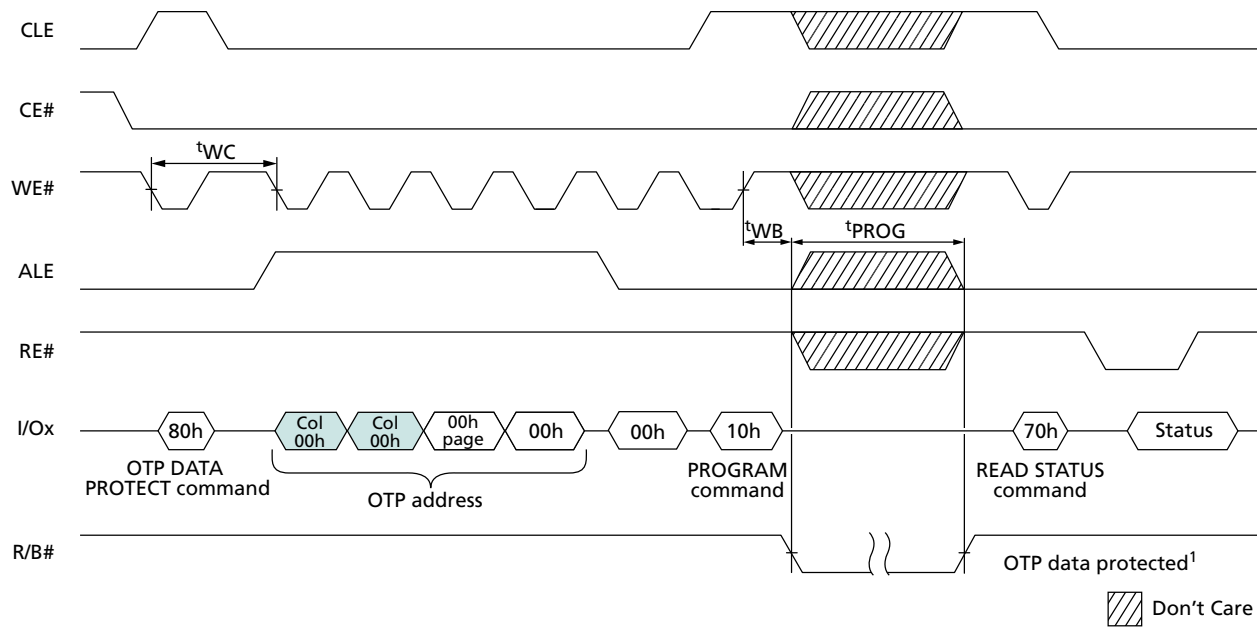 CLE
CE#
tWC
WE#
tWB
tPROG
ALE
RE#
I/Ox
80h
Col
00h
Col
00h
00h
page
00h
00h
10h
70h
Status
OTP DATA
PROTECT command
OTP address
PROGRAM
command
READ STATUS
command
R/B#
OTP data protected1
Don't Care